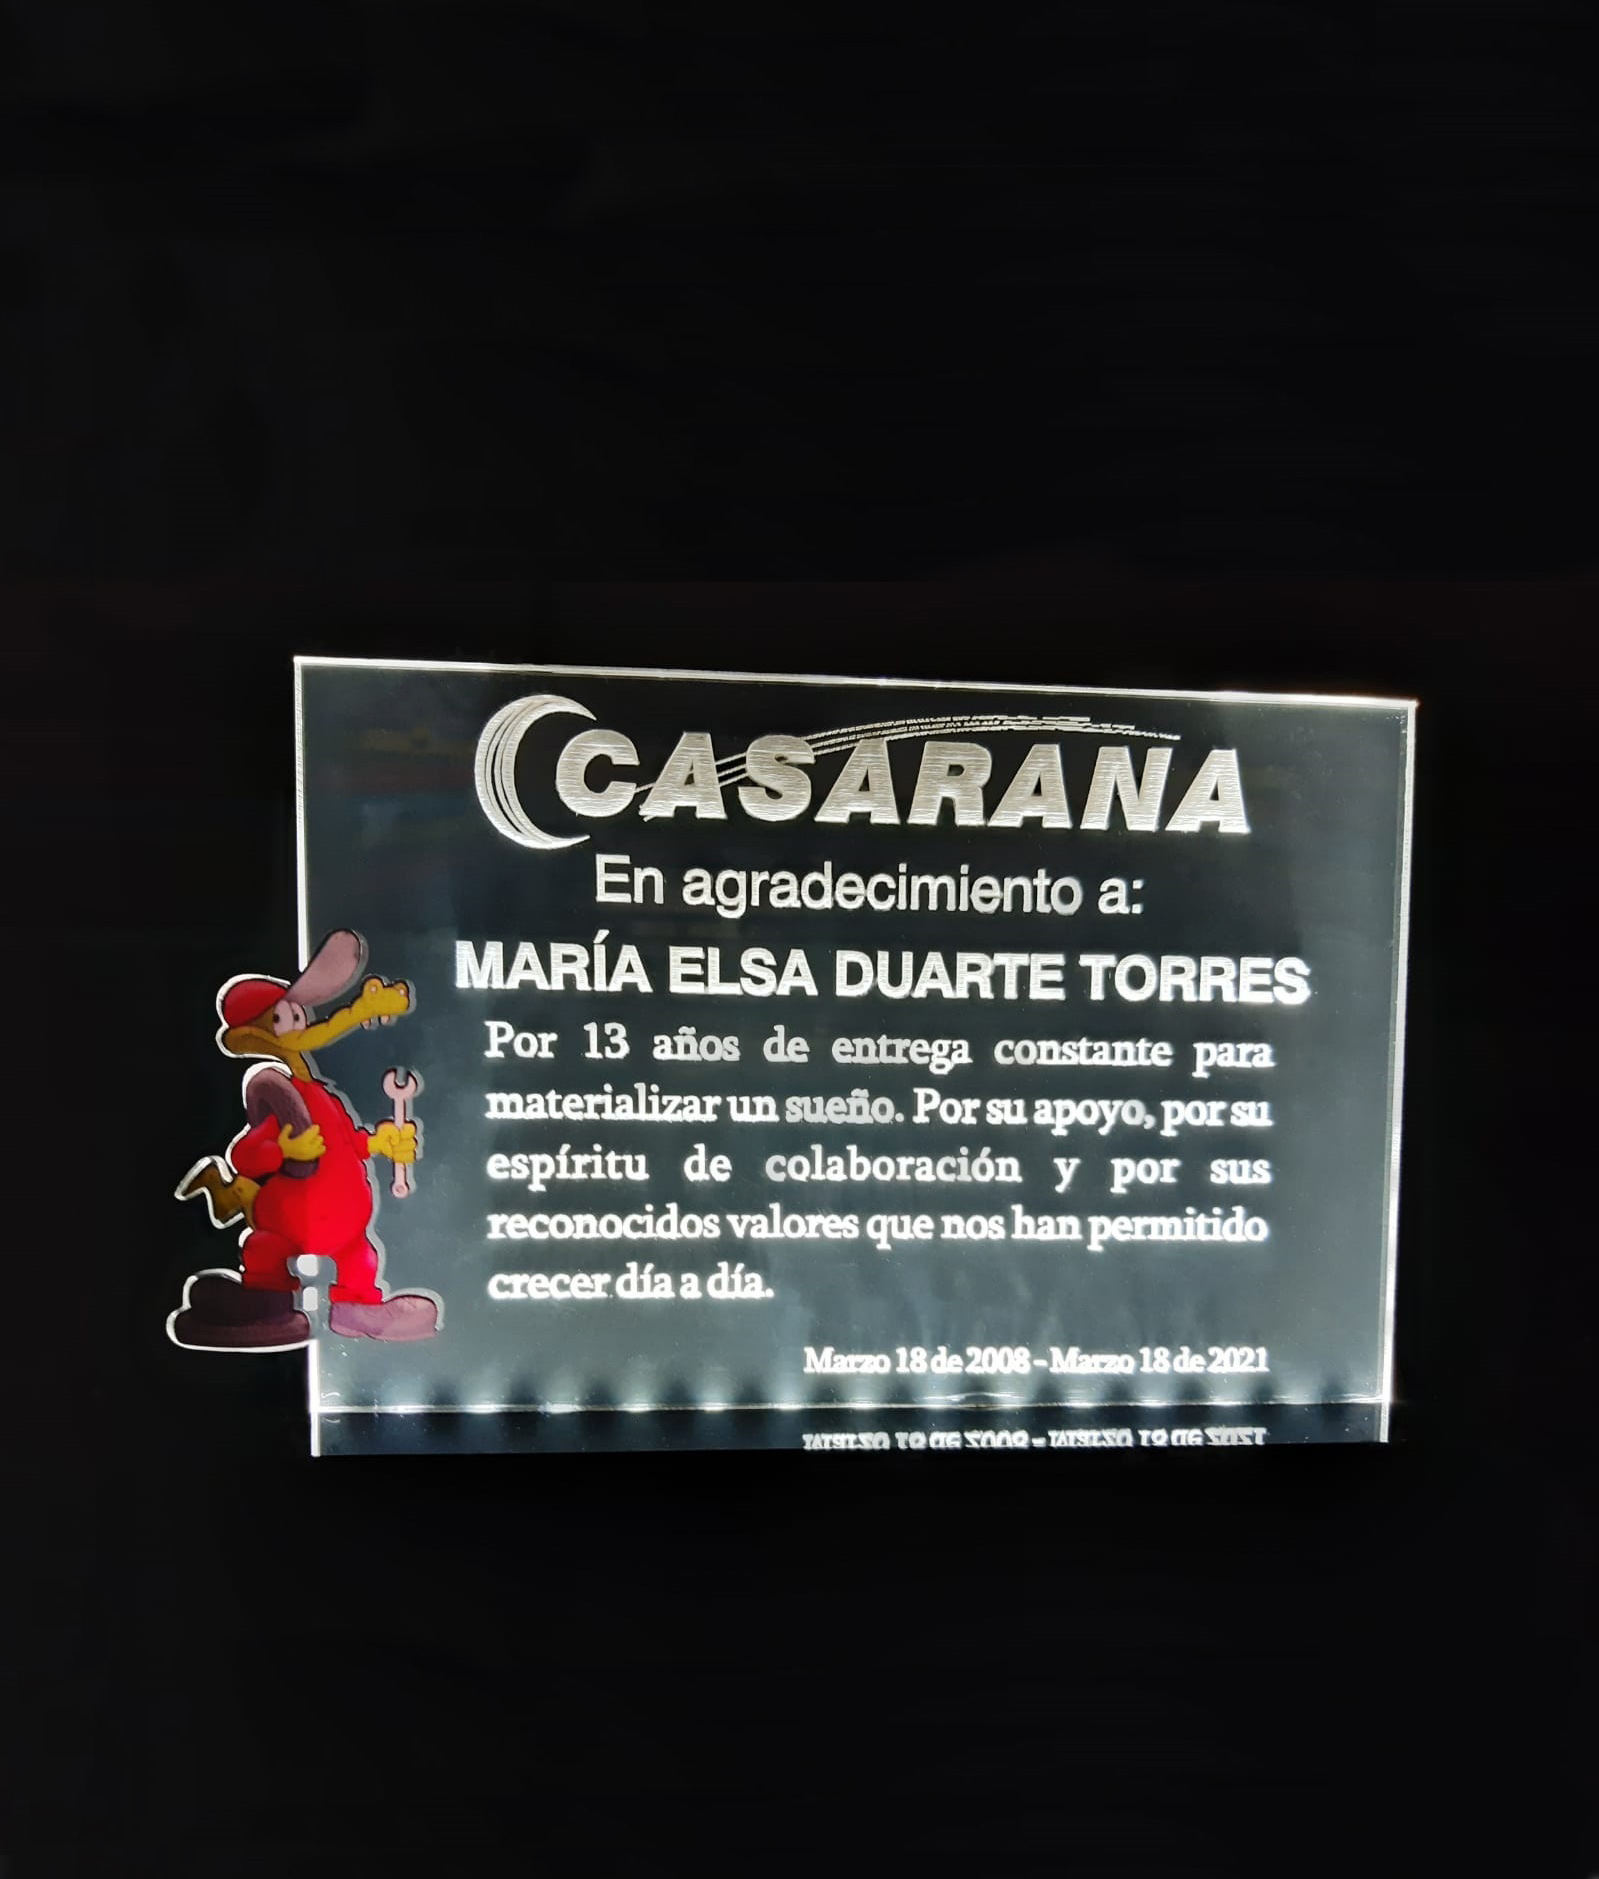 CASARANA
En agradecimiento a:
MARÍA ELSA DUARTE TORRES
Por 13 años de entrega constante para
materializar un sueño. Por su apoyo, por su
espíritu de colaboración y por sus
reconocidos valores que nos han permitido
crecer día a día.
Marzo 18 de 2008 - Marzo 18 de 2021